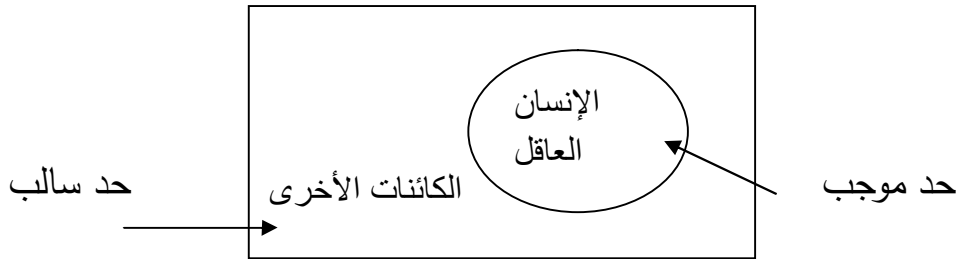 الإنسان
العاقل
حد موجب
الكائنات الأخرى
حد سالب